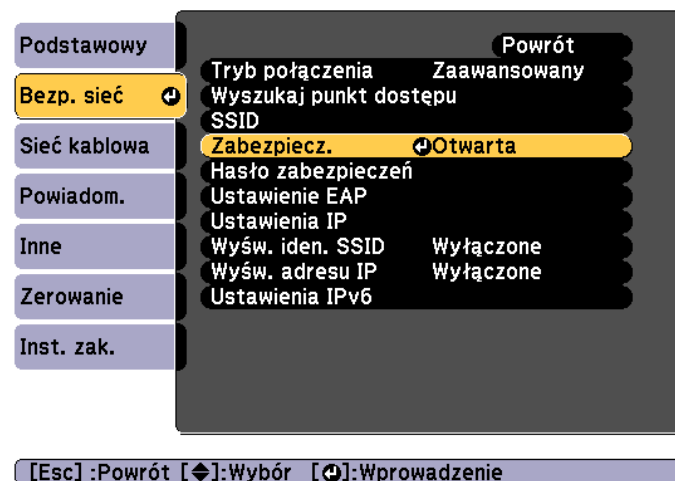 Podstawowy
Bezp. sieć
Sieć kablowa
Powiadom.
Inne
Zerowanie
Inst. zak.
Powrót
Tryb połączenia Zaawansowany
Wyszukaj punkt dostępu
SSID
Zabezpiecz. Otwarta
Hasło zabezpieczeń
Ustawienie EAP
Ustawienia IP
Wyśw. iden. SSID Wyłączone
Wyśw. adresu IP Wyłączone
Ustawienia IPv6
[Esc] :Powrót [◆]:Wybór [⏎]:Wprowadzenie